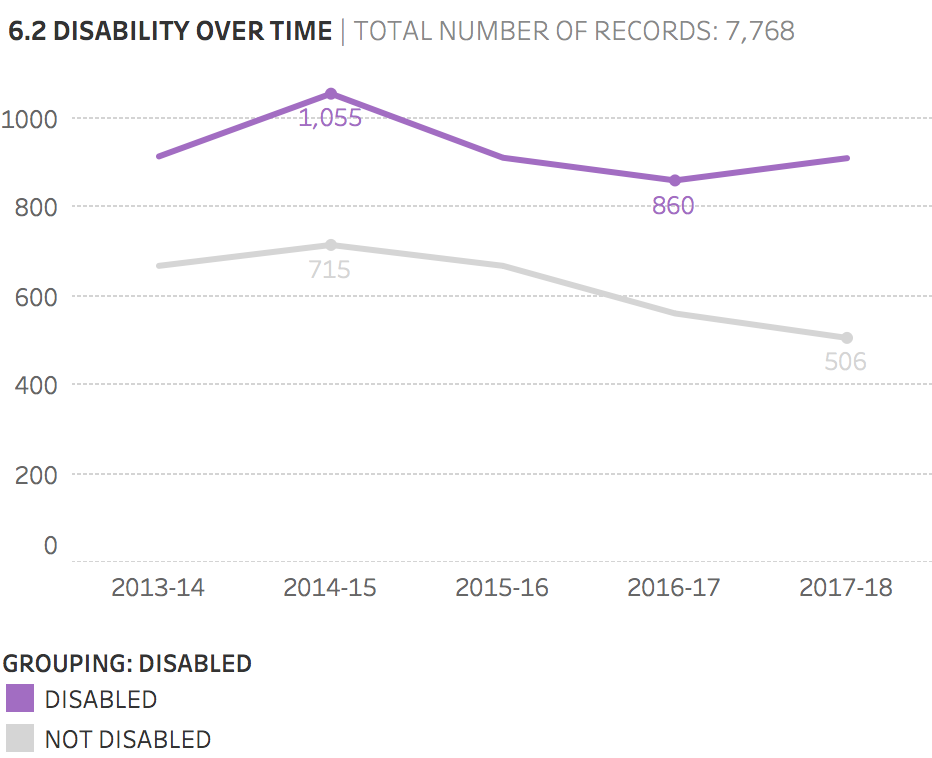 6.2 DISABILITY OVER TIME | TOTAL NUMBER OF RECORDS: 7,768
1000
1,055
800
860
600
715
400
506
200
0
2013-14 2014-15 2015-16 2016-17 2017-18
GROUPING: DISABLED
DISABLED
NOT DISABLED